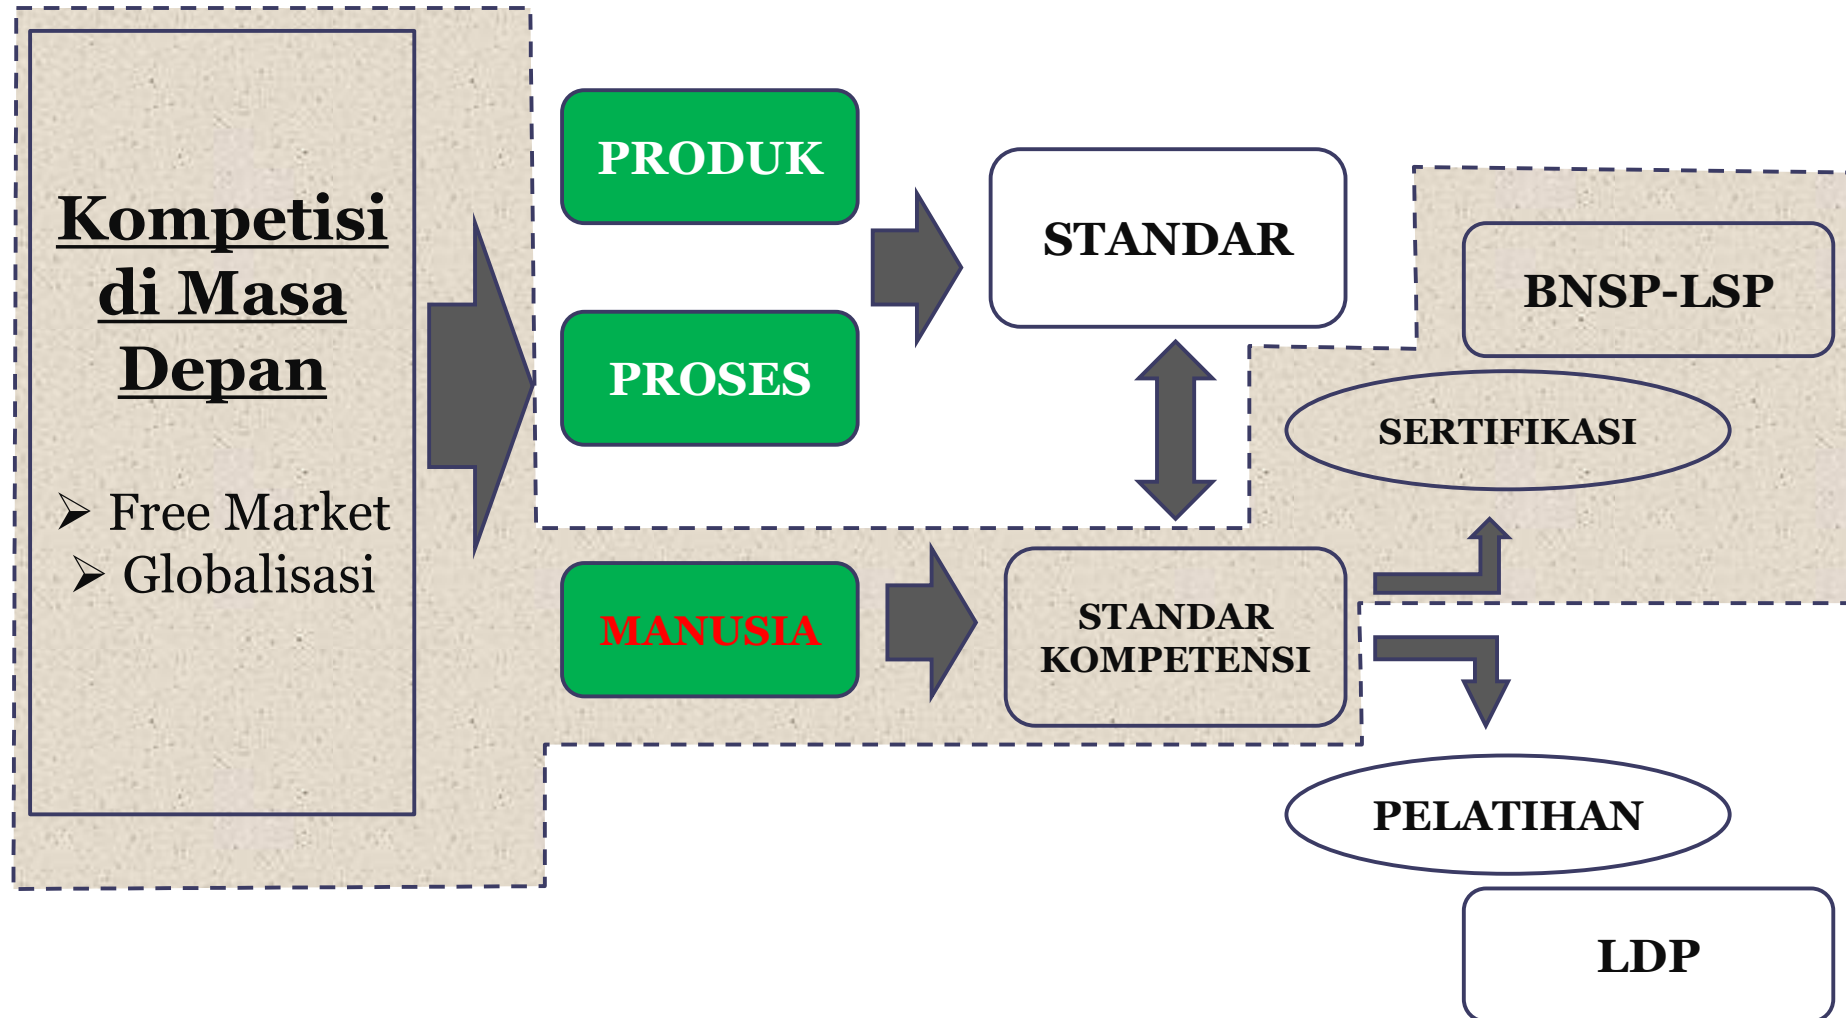 Kompetisi
di Masa
Depan
➢ Free Market
➢ Globalisasi
PRODUK
PROSES
MANUSIA
STANDAR
STANDAR
KOMPETENSI
BNSP-LSP
SERTIFIKASI
PELATIHAN
LDP